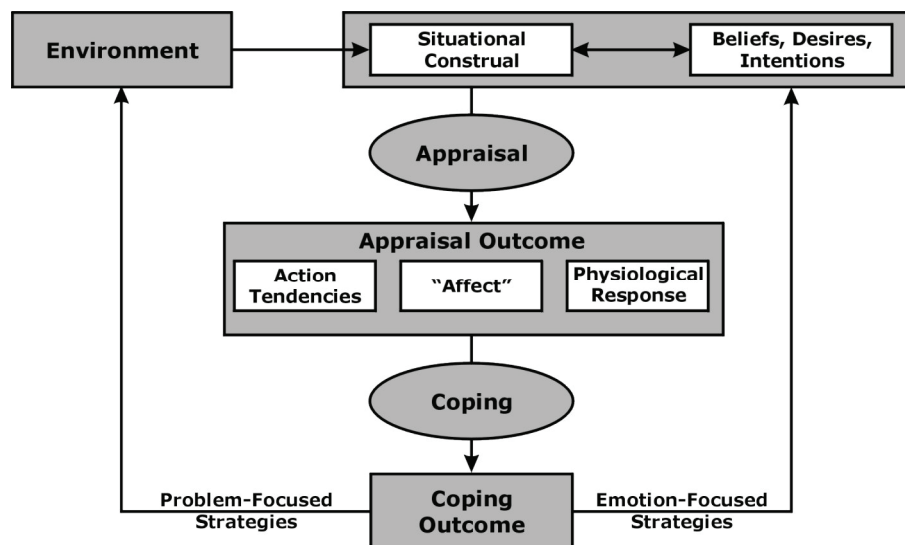 Environment
Situational
Construal
Beliefs, Desires,
Intentions
Appraisal
Appraisal Outcome
Action
Tendencies
“Affect”
Physiological
Response
Coping
Problem-Focused
Strategies
Coping
Outcome
Emotion-Focused
Strategies